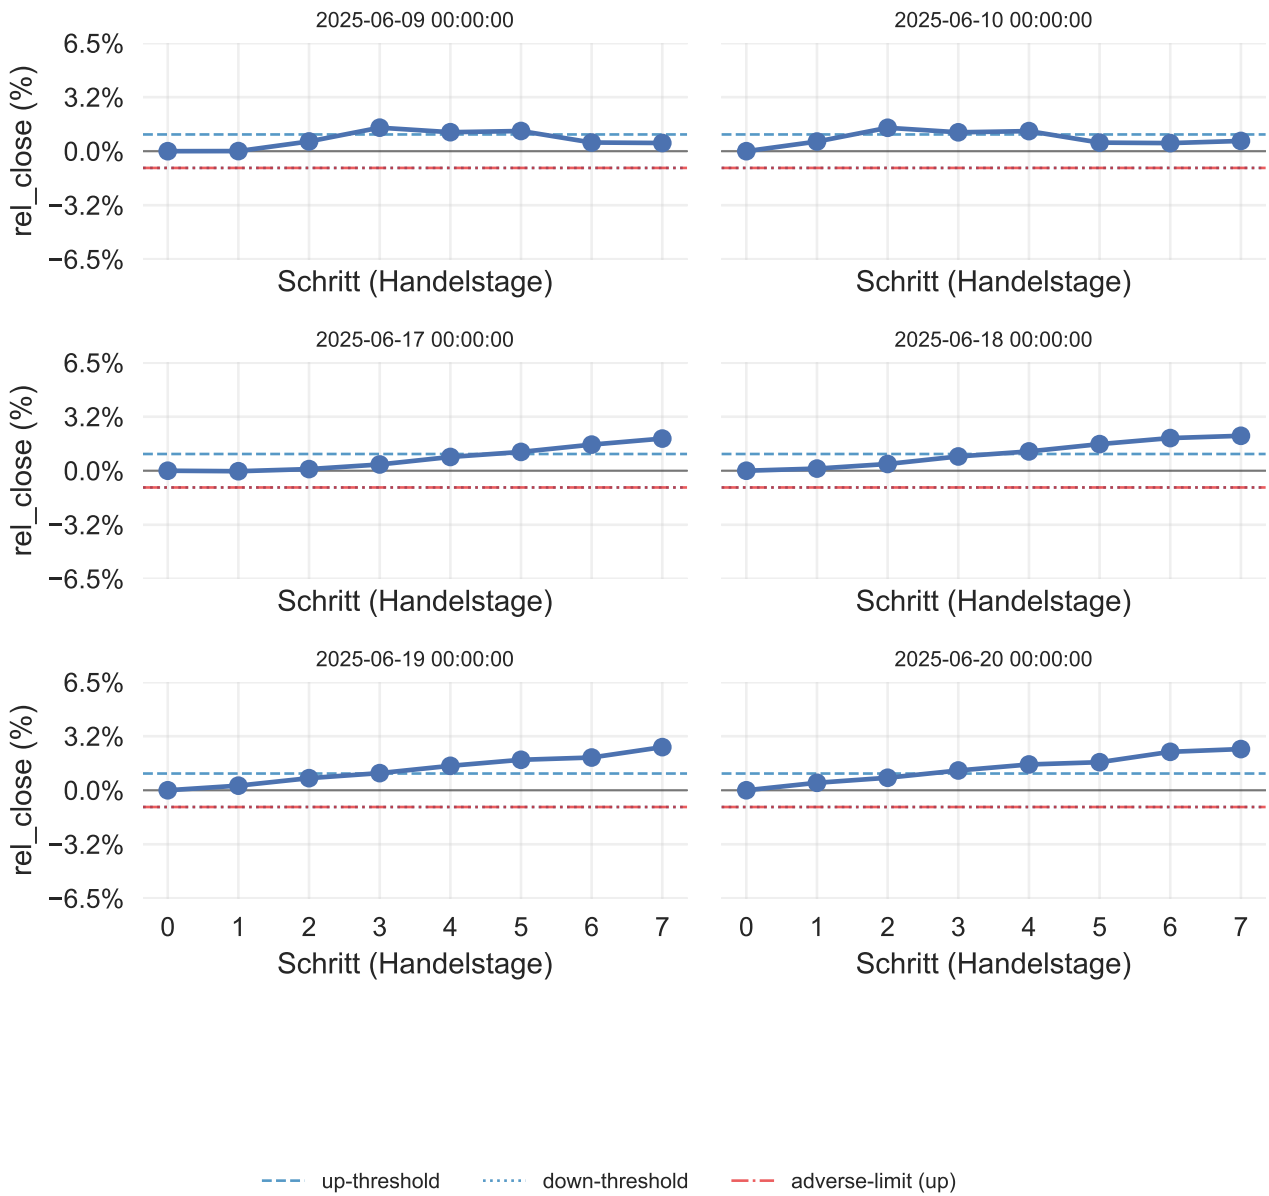 2025-06-09 00:00:00
2025-06-10 00:00:00
6.5%
3.2%
0.0%
−3.2%
−6.5%
rel_close (%)
Schritt (Handelstage)
Schritt (Handelstage)
2025-06-17 00:00:00
2025-06-18 00:00:00
6.5%
3.2%
0.0%
−3.2%
−6.5%
rel_close (%)
Schritt (Handelstage)
Schritt (Handelstage)
2025-06-19 00:00:00
2025-06-20 00:00:00
6.5%
3.2%
0.0%
−3.2%
−6.5%
rel_close (%)
0 1 2 3 4 5 6 7
0 1 2 3 4 5 6 7
Schritt (Handelstage)
Schritt (Handelstage)
up-threshold down-threshold adverse-limit (up)